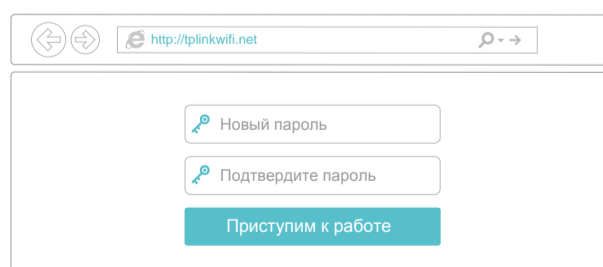 http://tplinkwifi.net
Новый пароль
Подтвердите пароль
Приступим к работе